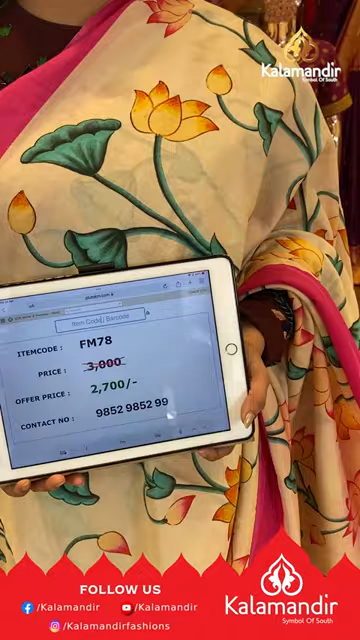 Kalamandir
Symbol Of South
Item Code / Barcode
ITEMCODE : FM78
PRICE : 3,000
OFFER PRICE : 2,700/-
CONTACT NO : 9852 9852 99
FOLLOW US
/Kalamandir
/Kalamandir
/Kalamandirfashions
Kalamandir
Symbol Of South